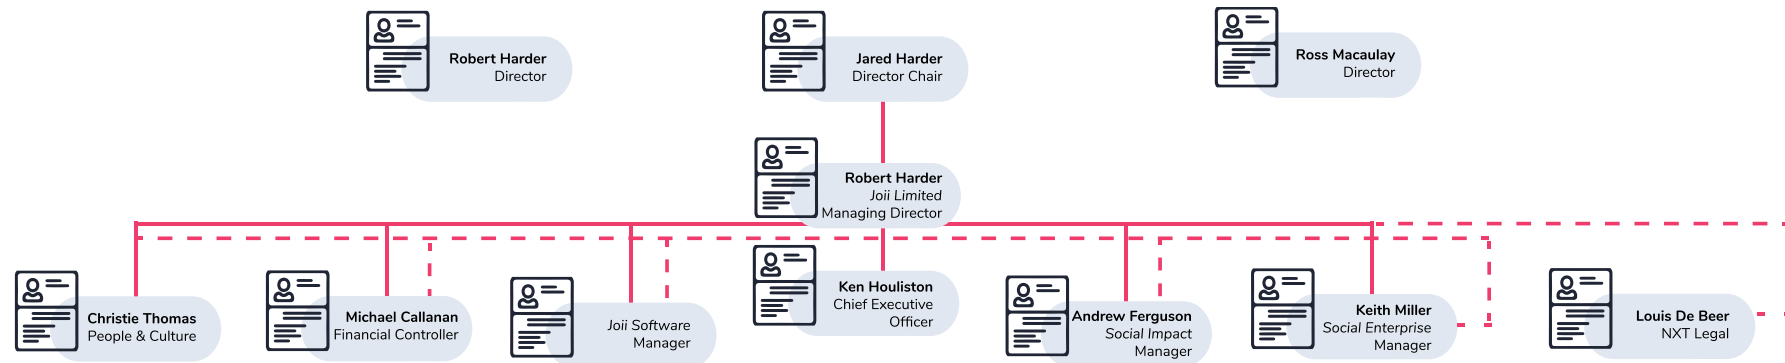 Robert Harder
Director
Jared Harder
Director Chair
Ross Macaulay
Director
Robert Harder
Joii Limited
Managing Director
Christie Thomas
People & Culture
Michael Callanan
Financial Controller
Joii Software
Manager
Ken Houliston
Chief Executive
Officer
Andrew Ferguson
Social Impact
Manager
Keith Miller
Social Enterprise
Manager
Louis De Beer
NXT Legal